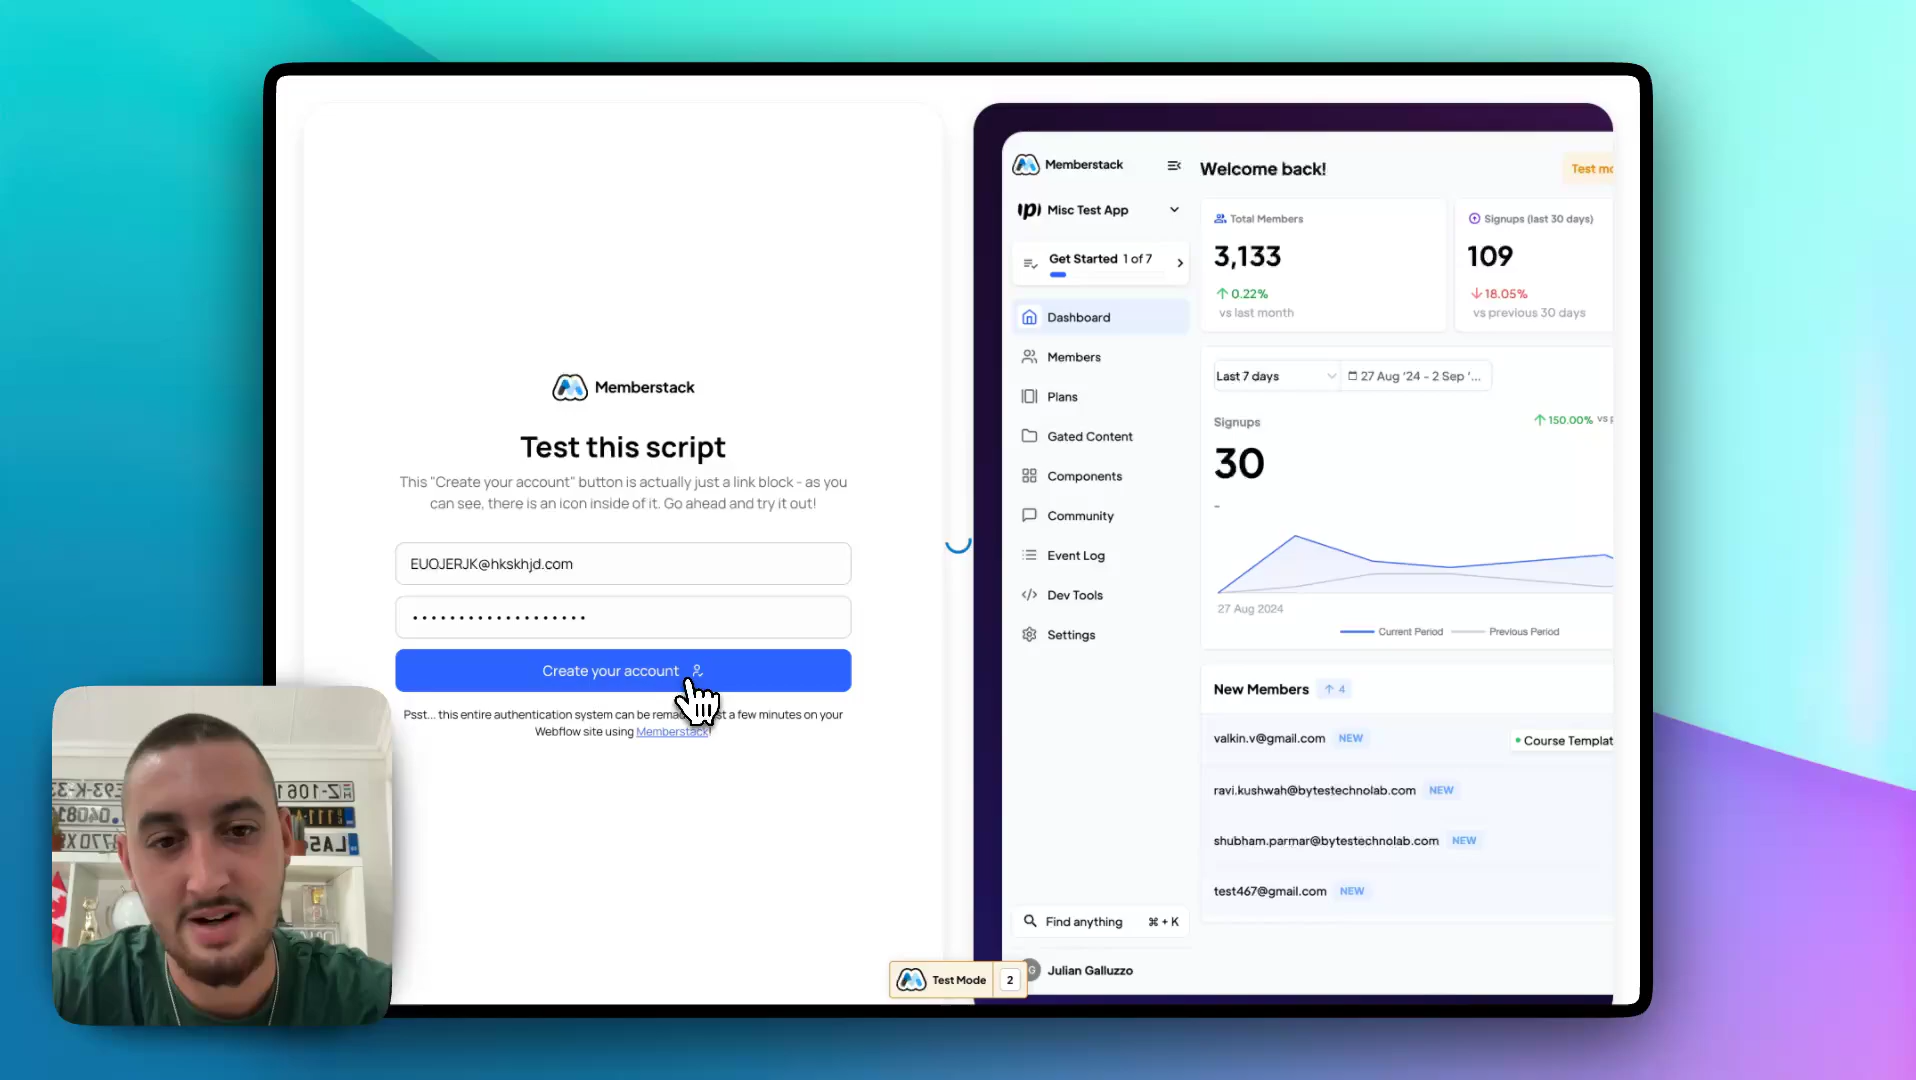 Memberstack
Test this script
This "Create your account" button is actually just a link block - as you
can see, there is an icon inside of it. Go ahead and try it out!
EUOJERJK@hkskhjd.com
Create your account
Psst... this entire authentication system can be
a few minutes on your
Webflow site using Memberstack!
Test Mode 2
Memberstack
Misc Test App
Get Started 1 of 7
Dashboard
Members
Plans
Gated Content
Components
Community
Event Log
Dev Tools
Settings
Find anything ⌘ + K
Julian Galluzzo
Welcome back!
Test mo
Total Members
3,133
↑ 0.22%
vs last month
Signups (last 30 days)
109
↓ 18.05%
vs previous 30 days
Last 7 days
27 Aug '24 - 2 Sep '...
Signups
↑ 150.00% vs p
30
-
27 Aug 2024
Current Period
Previous Period
New Members ↑ 4
valkin.v@gmail.com NEW
Course Templat
ravi.kushwah@bytestechnolab.com NEW
shubham.parmar@bytestechnolab.com NEW
test467@gmail.com NEW